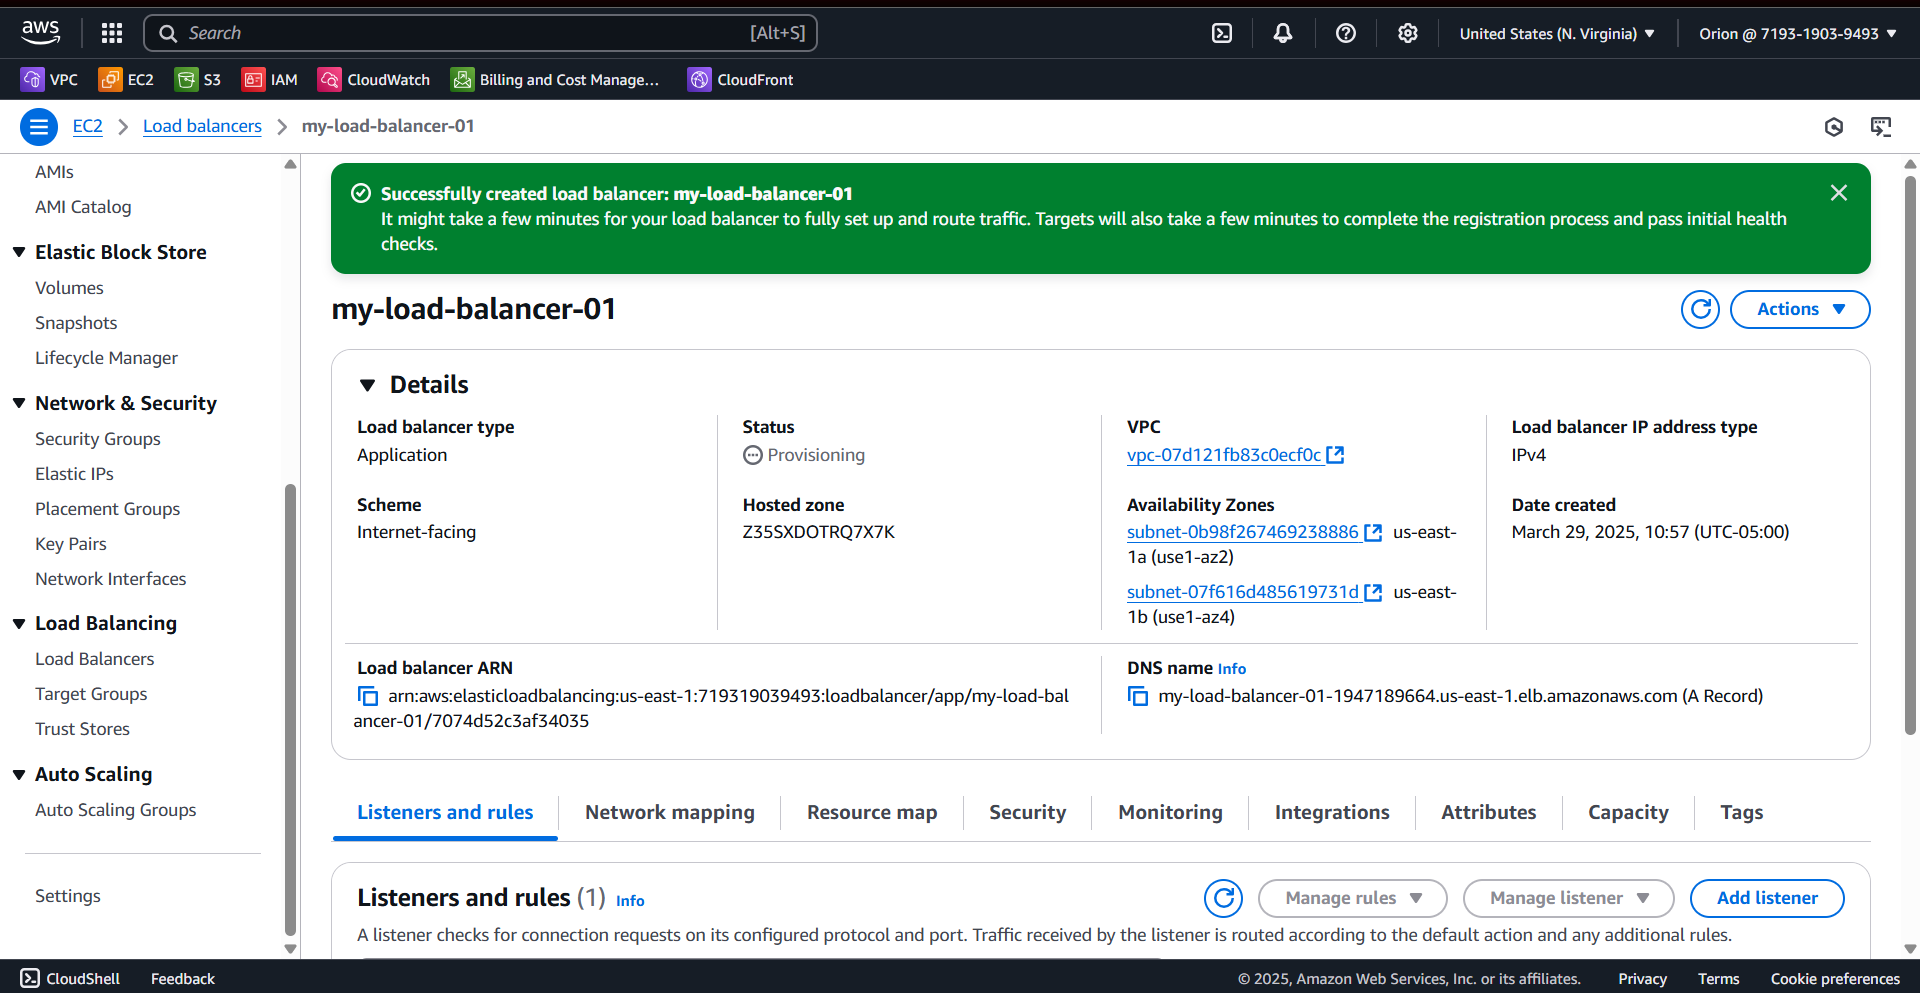 aws
Search [Alt+S]
United States (N. Virginia) ▼
Orion @ 7193-1903-9493 ▼
VPC EC2 S3 IAM CloudWatch Billing and Cost Manage... CloudFront
EC2 > Load balancers > my-load-balancer-01
AMIs
AMI Catalog
Elastic Block Store
Volumes
Snapshots
Lifecycle Manager
Network & Security
Security Groups
Elastic IPs
Placement Groups
Key Pairs
Network Interfaces
Load Balancing
Load Balancers
Target Groups
Trust Stores
Auto Scaling
Auto Scaling Groups
Settings
Successfully created load balancer: my-load-balancer-01
It might take a few minutes for your load balancer to fully set up and route traffic. Targets will also take a few minutes to complete the registration process and pass initial health
checks.
my-load-balancer-01
Actions ▼
Details
Load balancer type
Application
Scheme
Internet-facing
Status
Provisioning
Hosted zone
Z35SXDOTRQ7X7K
VPC
vpc-07d121fb83c0ecf0c
Availability Zones
subnet-0b98f267469238886 us-east-
1a (use1-az2)
subnet-07f616d485619731d us-east-
1b (use1-az4)
Load balancer IP address type
IPv4
Date created
March 29, 2025, 10:57 (UTC-05:00)
Load balancer ARN
arn:aws:elasticloadbalancing:us-east-1:719319039493:loadbalancer/app/my-load-bal
ancer-01/7074d52c3af34035
DNS name Info
my-load-balancer-01-1947189664.us-east-1.elb.amazonaws.com (A Record)
Listeners and rules
Network mapping
Resource map
Security
Monitoring
Integrations
Attributes
Capacity
Tags
Listeners and rules (1) Info
Manage rules ▼
Manage listener ▼
Add listener
A listener checks for connection requests on its configured protocol and port. Traffic received by the listener is routed according to the default action and any additional rules.
CloudShell Feedback
© 2025, Amazon Web Services, Inc. or its affiliates. Privacy Terms Cookie preferences